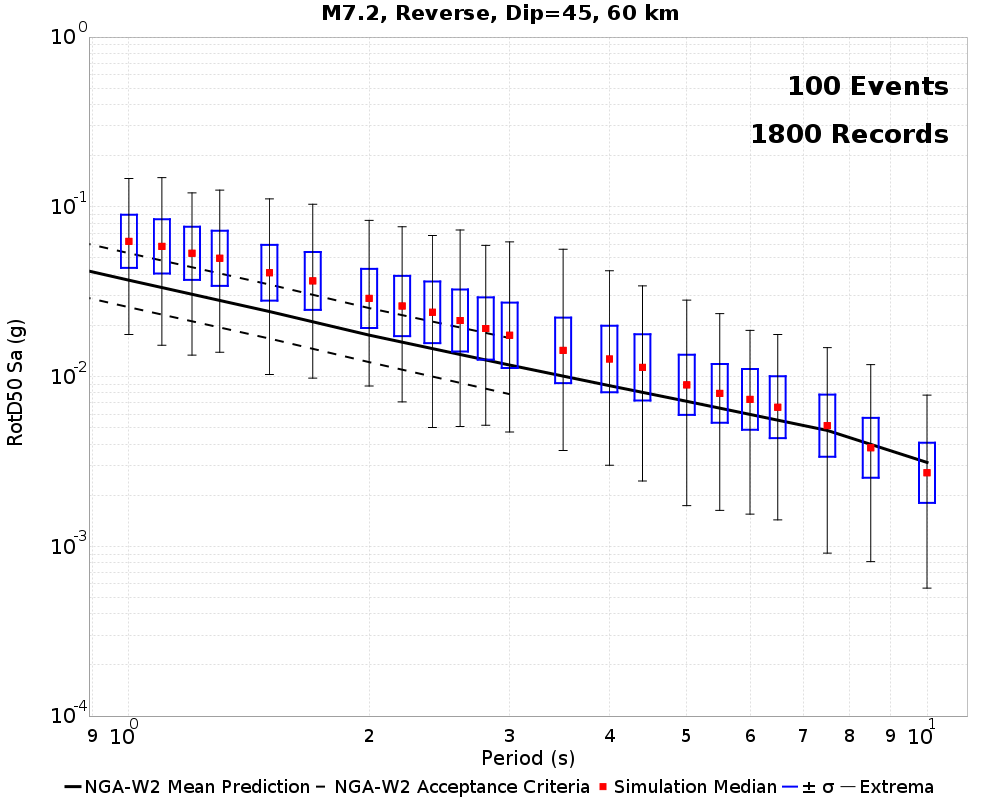 M7.2, Reverse, Dip=45, 60 km
100 Events
1800 Records
RotD50 Sa (g)
10^0
10^-1
10^-2
10^-3
10^-4
9 10^0 2 3 4 5 6 7 8 9 10^1
Period (s)
NGA-W2 Mean Prediction NGA-W2 Acceptance Criteria Simulation Median ± σ Extrema